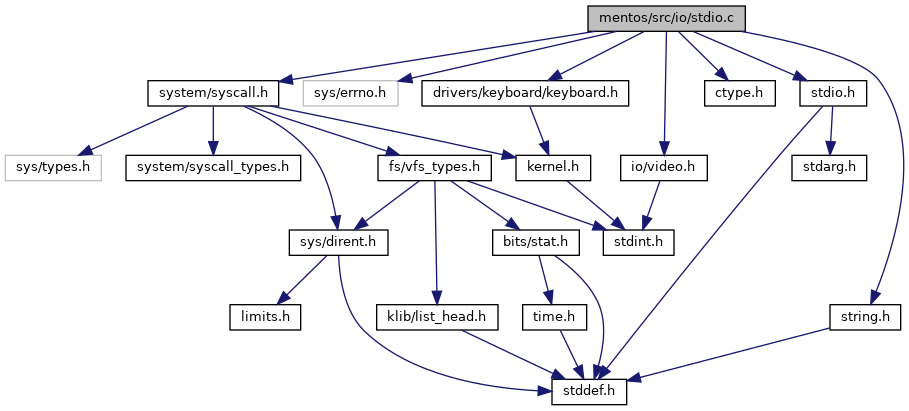 mentos/src/io/stdio.c
system/syscall.h
sys/errno.h
drivers/keyboard/keyboard.h
ctype.h
stdio.h
sys/types.h
system/syscall_types.h
fs/vfs_types.h
kernel.h
io/video.h
stdarg.h
sys/dirent.h
bits/stat.h
stdint.h
limits.h
klib/list_head.h
time.h
string.h
stddef.h